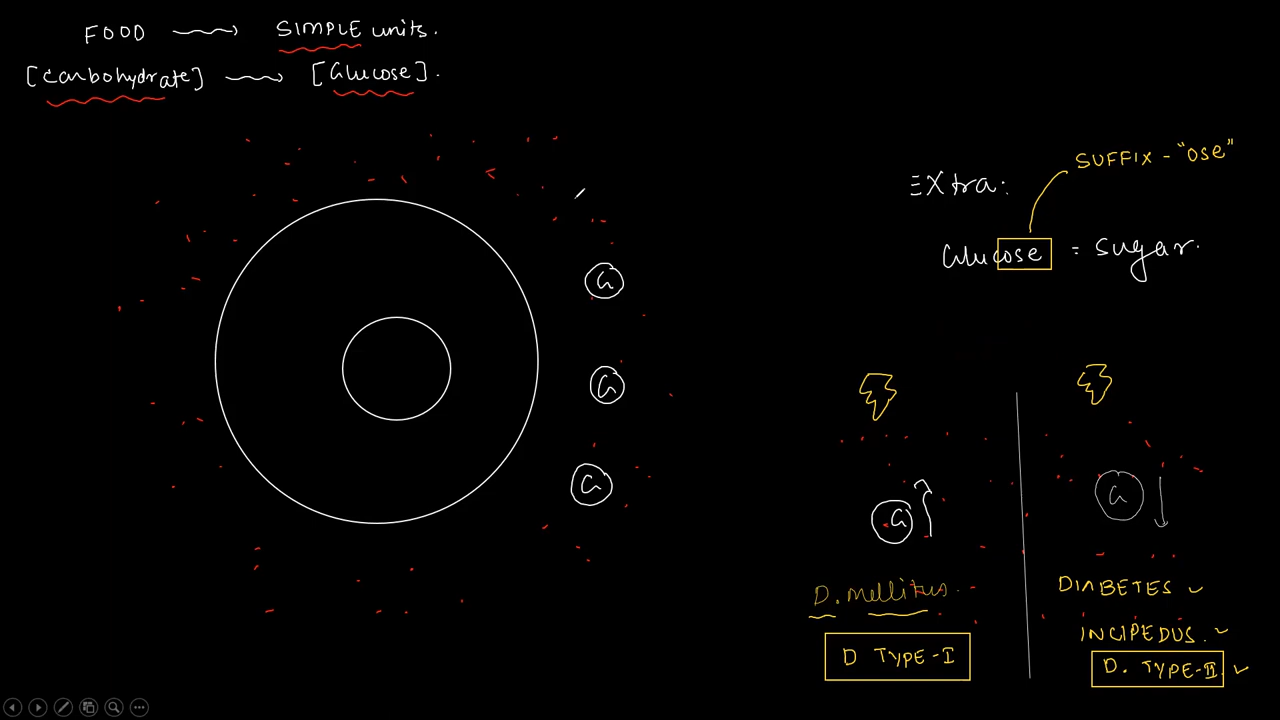 FOOD → SIMPLE units.
[Carbohydrate] → [Glucose].
SUFFIX - "OSE"
EXtra:
Glucose = Sugar.
G
G
G
G ↑
G ↓
D. Mellitus
DIABETES ✓
INCIPEDUS. ✓
D TYPE-I
D. TYPE-II ✓